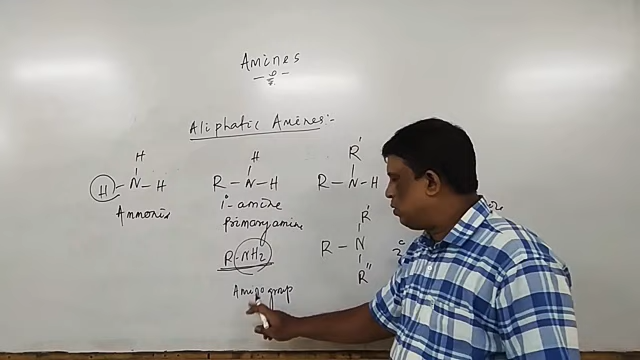 Amines
Aliphatic Amines:-
H
H - N - H
Ammonia
H
R - N - H
1°-amine
primary amine
R-NH2
Amino group
R'
R - N - H
R'
R - N
R"